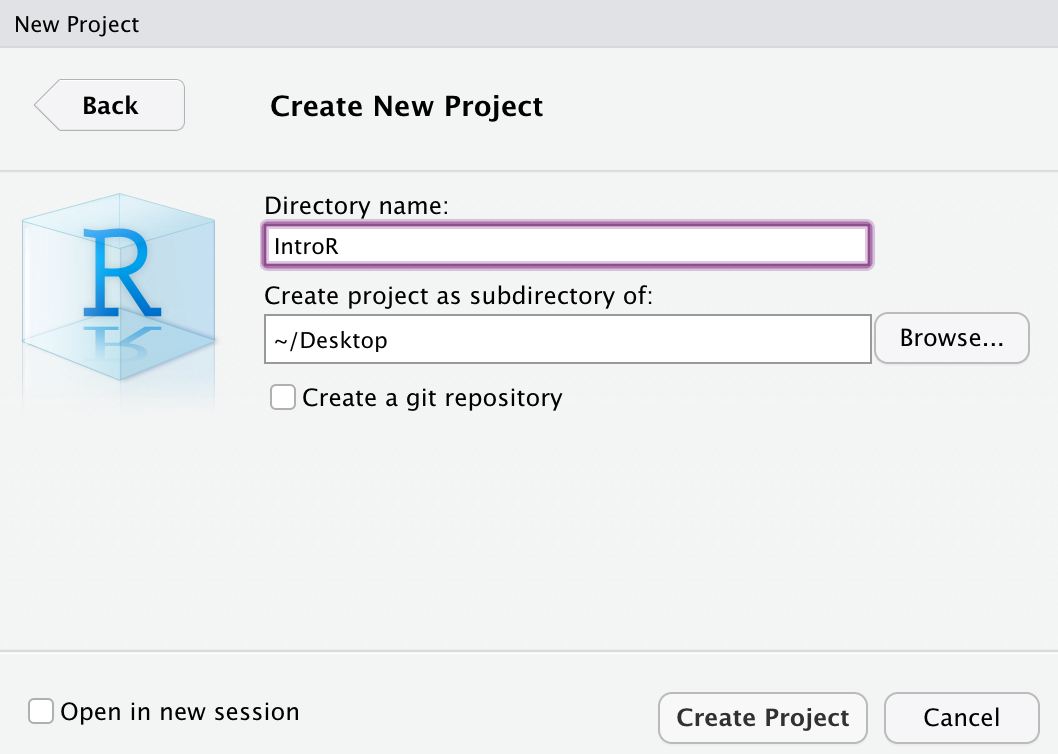 New Project
Back
Create New Project
R
Directory name:
IntroR
Create project as subdirectory of:
~/Desktop
Browse...
Create a git repository
Open in new session
Create Project
Cancel